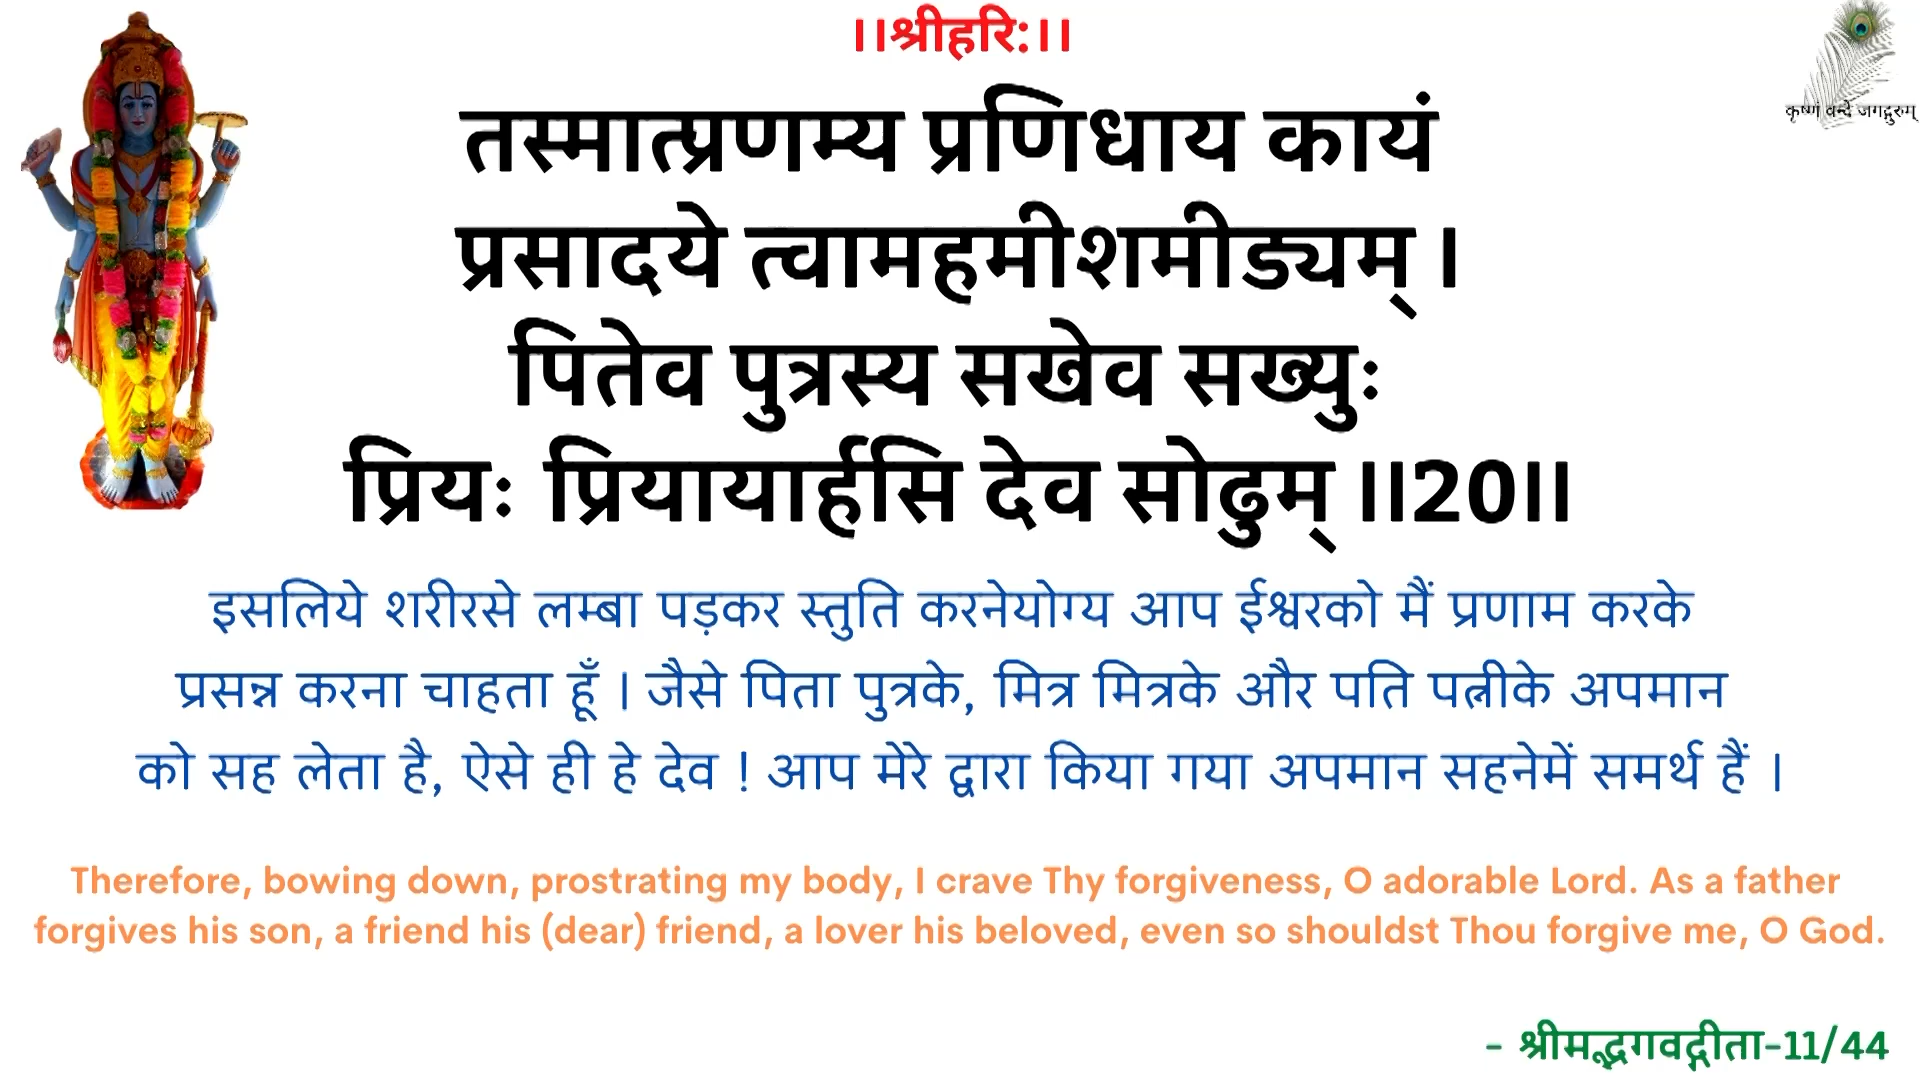 ।।श्रीहरि:।।
कृष्णं वन्दे जगद्गुरुम्
तस्मात्प्रणम्य प्रणिधाय कायं
प्रसादये त्वामहमीशमीड्यम् ।
पितेव पुत्रस्य सखेव सख्युः
प्रियः प्रियायार्हसि देव सोढुम् ।।20।।
इसलिये शरीरसे लम्बा पड़कर स्तुति करनेयोग्य आप ईश्वरको मैं प्रणाम करके
प्रसन्न करना चाहता हूँ । जैसे पिता पुत्रके, मित्र मित्रके और पति पत्नीके अपमान
को सह लेता है, ऐसे ही हे देव ! आप मेरे द्वारा किया गया अपमान सहनेमें समर्थ हैं ।
Therefore, bowing down, prostrating my body, I crave Thy forgiveness, O adorable Lord. As a father
forgives his son, a friend his (dear) friend, a lover his beloved, even so shouldst Thou forgive me, O God.
- श्रीमद्भगवद्गीता-11/44